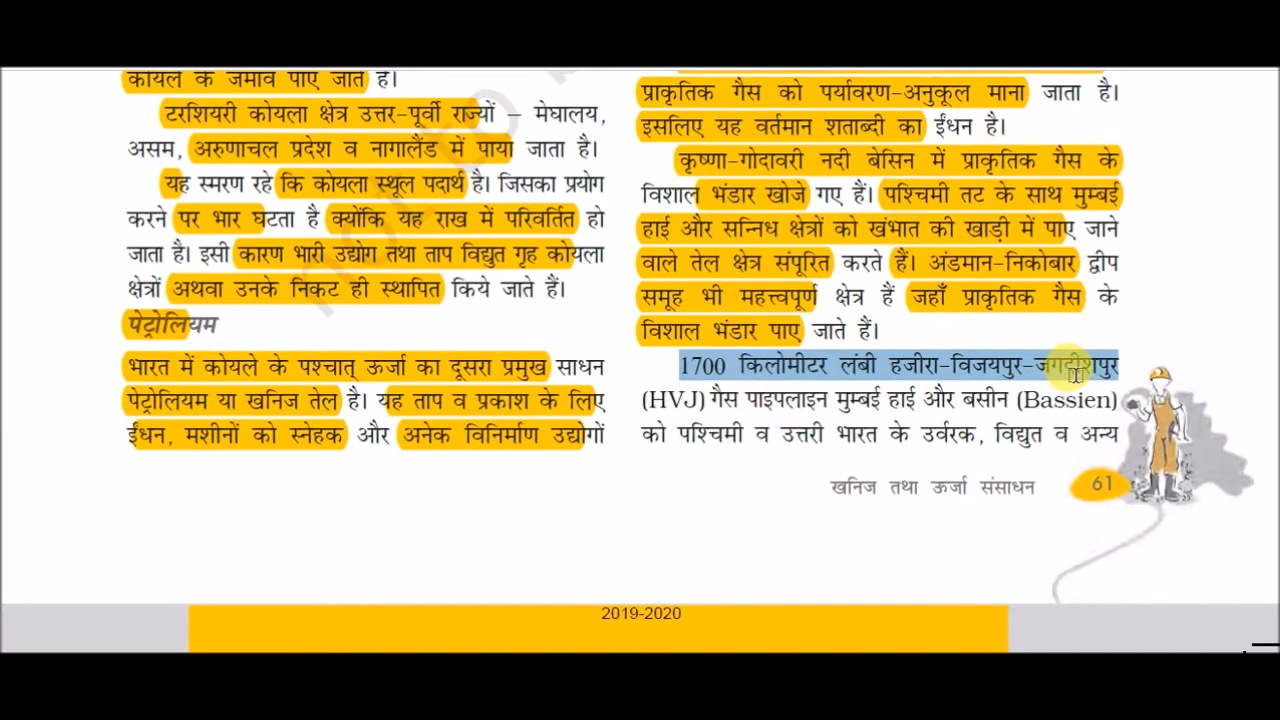 कोयले के जमाव पाए जाते हैं।
टरशियरी कोयला क्षेत्र उत्तर-पूर्वी राज्यों – मेघालय,
असम, अरुणाचल प्रदेश व नागालैंड में पाया जाता है।
यह स्मरण रहे कि कोयला स्थूल पदार्थ है। जिसका प्रयोग
करने पर भार घटता है क्योंकि यह राख में परिवर्तित हो
जाता है। इसी कारण भारी उद्योग तथा ताप विद्युत गृह कोयला
क्षेत्रों अथवा उनके निकट ही स्थापित किये जाते हैं।
पेट्रोलियम
भारत में कोयले के पश्चात् ऊर्जा का दूसरा प्रमुख साधन
पेट्रोलियम या खनिज तेल है। यह ताप व प्रकाश के लिए
ईंधन, मशीनों को स्नेहक और अनेक विनिर्माण उद्योगों
प्राकृतिक गैस को पर्यावरण-अनुकूल माना जाता है।
इसलिए यह वर्तमान शताब्दी का ईंधन है।
कृष्णा-गोदावरी नदी बेसिन में प्राकृतिक गैस के
विशाल भंडार खोजे गए हैं। पश्चिमी तट के साथ मुम्बई
हाई और सन्निध क्षेत्रों को खंभात की खाड़ी में पाए जाने
वाले तेल क्षेत्र संपूरित करते हैं। अंडमान-निकोबार द्वीप
समूह भी महत्त्वपूर्ण क्षेत्र हैं जहाँ प्राकृतिक गैस के
विशाल भंडार पाए जाते हैं।
1700 किलोमीटर लंबी हजीरा-विजयपुर-जगदीशपुर
(HVJ) गैस पाइपलाइन मुम्बई हाई और बसीन (Bassien)
को पश्चिमी व उत्तरी भारत के उर्वरक, विद्युत व अन्य
खनिज तथा ऊर्जा संसाधन 61
2019-2020